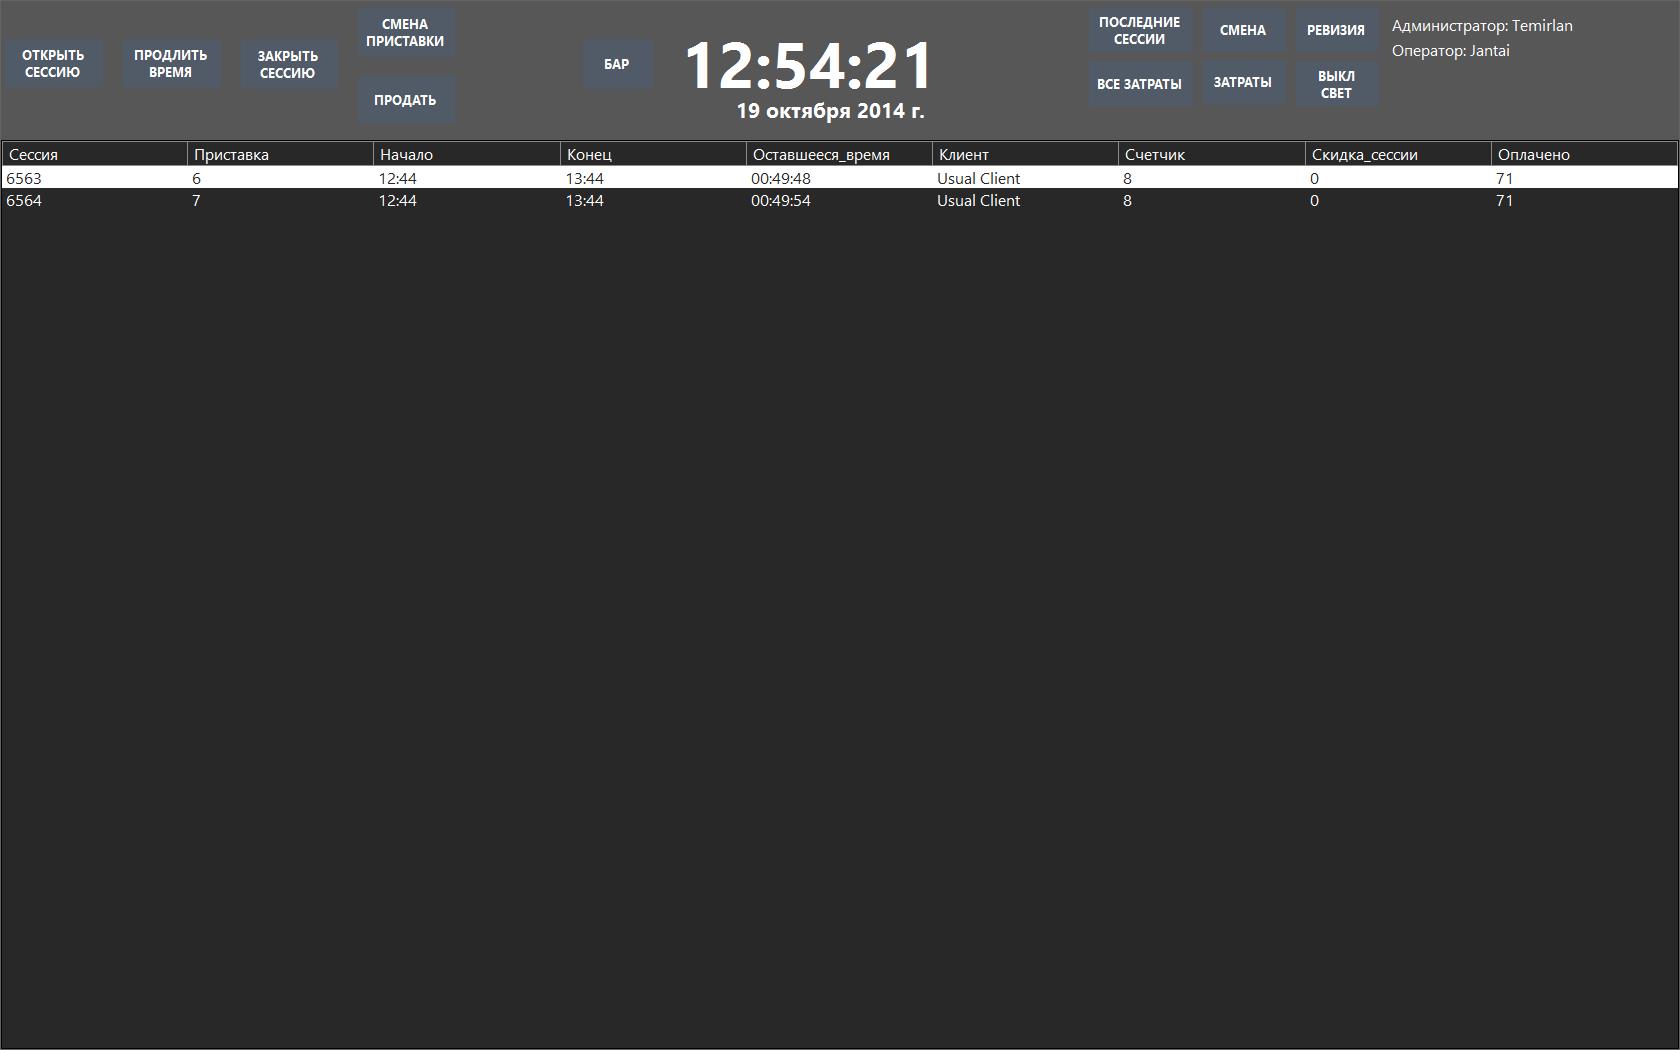 ОТКРЫТЬ
СЕССИЮ
ПРОДЛИТЬ
ВРЕМЯ
ЗАКРЫТЬ
СЕССИЮ
СМЕНА
ПРИСТАВКИ
ПРОДАТЬ
БАР
12:54:21
19 октября 2014 г.
ПОСЛЕДНИЕ
СЕССИИ
СМЕНА
РЕВИЗИЯ
ВСЕ ЗАТРАТЫ
ЗАТРАТЫ
ВЫКЛ
СВЕТ
Администратор: Temirlan
Оператор: Jantai
Сессия Приставка Начало Конец Оставшееся_время Клиент Счетчик Скидка_сессии Оплачено
6563 6 12:44 13:44 00:49:48 Usual Client 8 0 71
6564 7 12:44 13:44 00:49:54 Usual Client 8 0 71